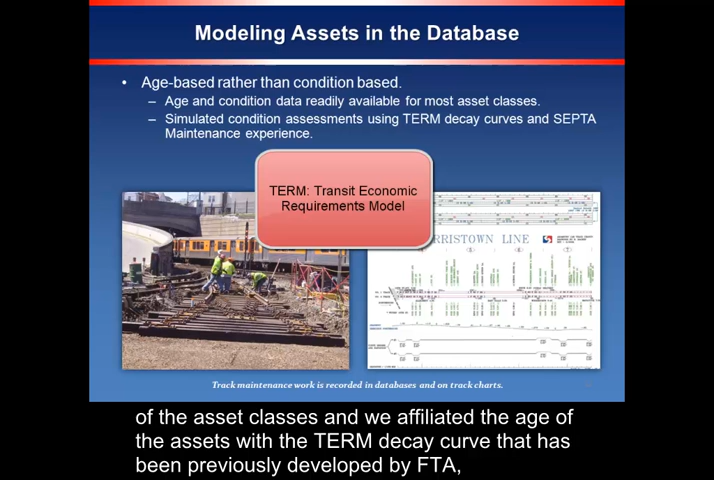 Modeling Assets in the Database
• Age-based rather than condition based.
– Age and condition data readily available for most asset classes.
– Simulated condition assessments using TERM decay curves and SEPTA
Maintenance experience.
TERM: Transit Economic
Requirements Model
RRISTOWN LINE
Track maintenance work is recorded in databases and on track charts.
of the asset classes and we affiliated the age of
the assets with the TERM decay curve that has
been previously developed by FTA,